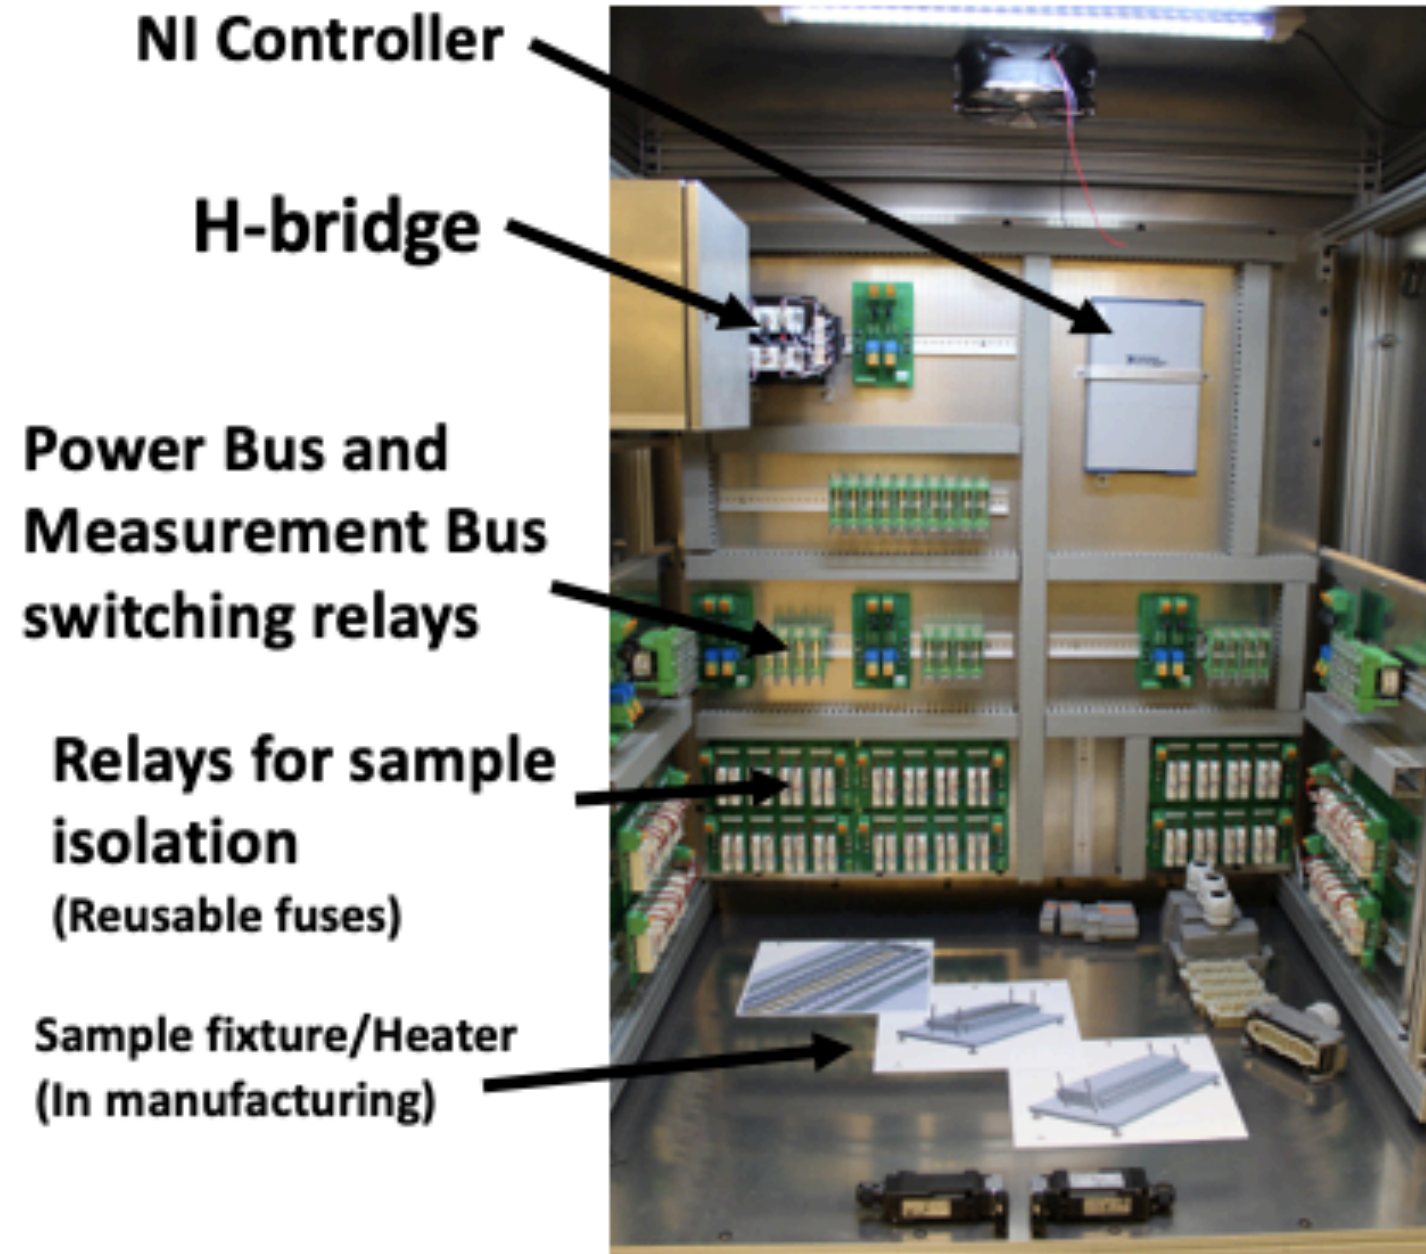 NI Controller
H-bridge
Power Bus and
Measurement Bus
switching relays
Relays for sample
isolation
(Reusable fuses)
Sample fixture/Heater
(In manufacturing)